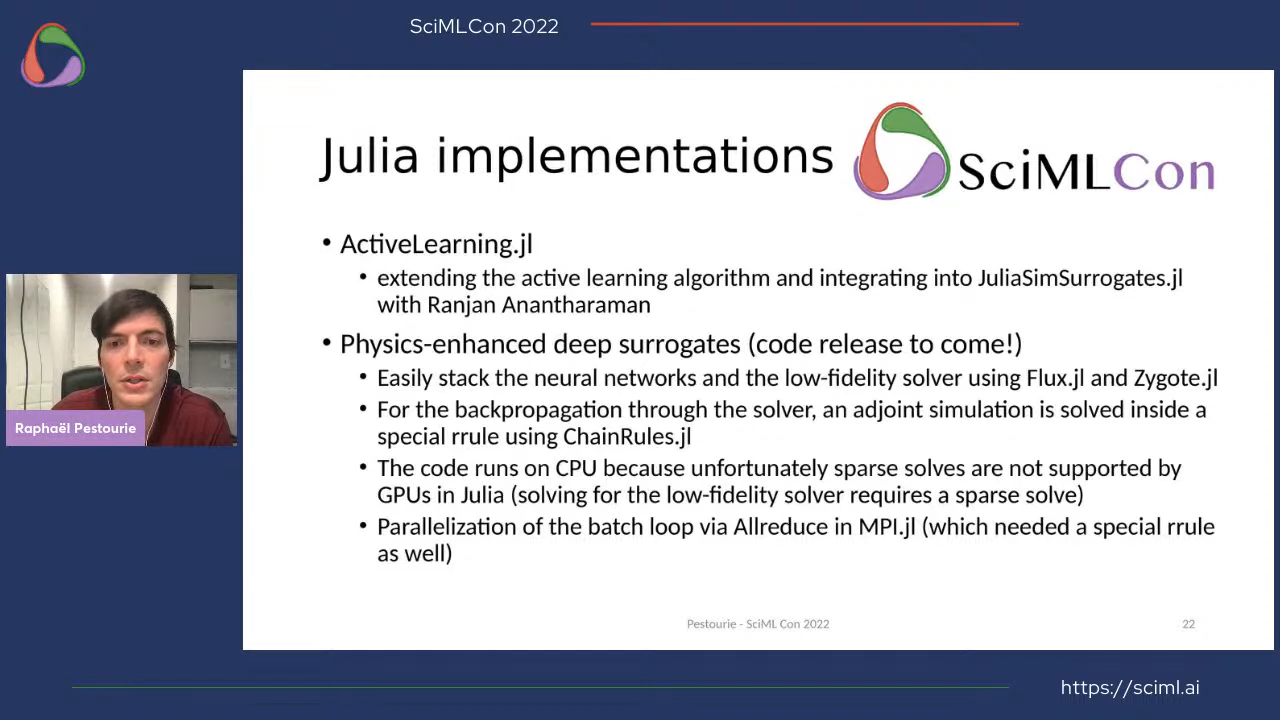 SciMLCon 2022
Julia implementations
SciMLCon
• ActiveLearning.jl
• extending the active learning algorithm and integrating into JuliaSimSurrogates.jl
with Ranjan Anantharaman
• Physics-enhanced deep surrogates (code release to come!)
• Easily stack the neural networks and the low-fidelity solver using Flux.jl and Zygote.jl
• For the backpropagation through the solver, an adjoint simulation is solved inside a
special rrule using ChainRules.jl
• The code runs on CPU because unfortunately sparse solves are not supported by
GPUs in Julia (solving for the low-fidelity solver requires a sparse solve)
• Parallelization of the batch loop via Allreduce in MPI.jl (which needed a special rrule
as well)
Raphaël Pestourie
Pestourie - SciML Con 2022
22
https://sciml.ai